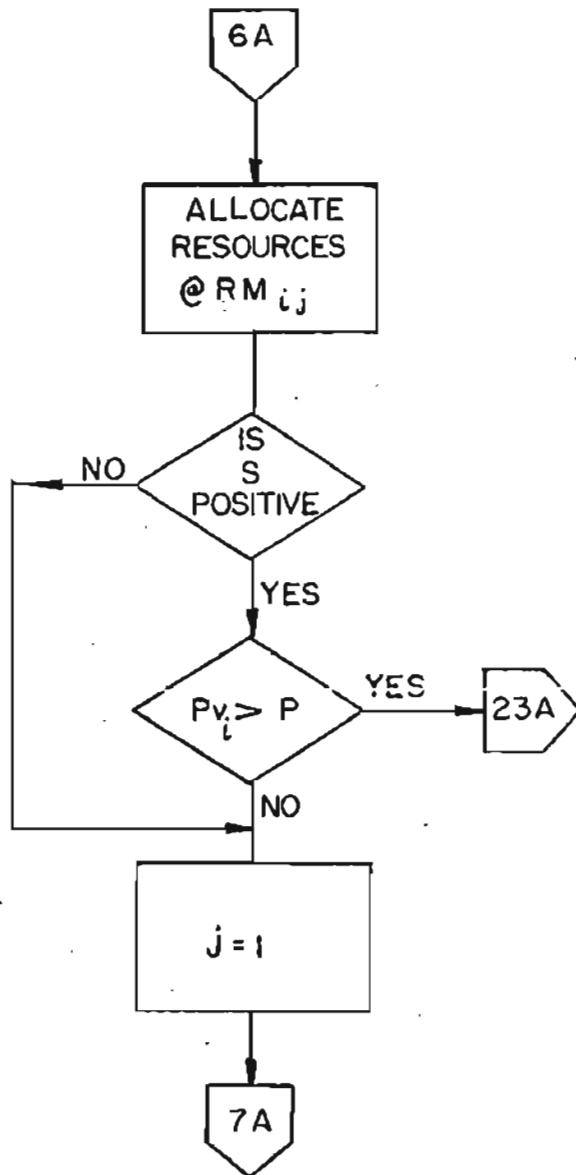 6A
ALLOCATE
RESOURCES
@ RM ij
IS
S
POSITIVE
NO
YES
Pvi > P
YES
23A
NO
j = 1
7A